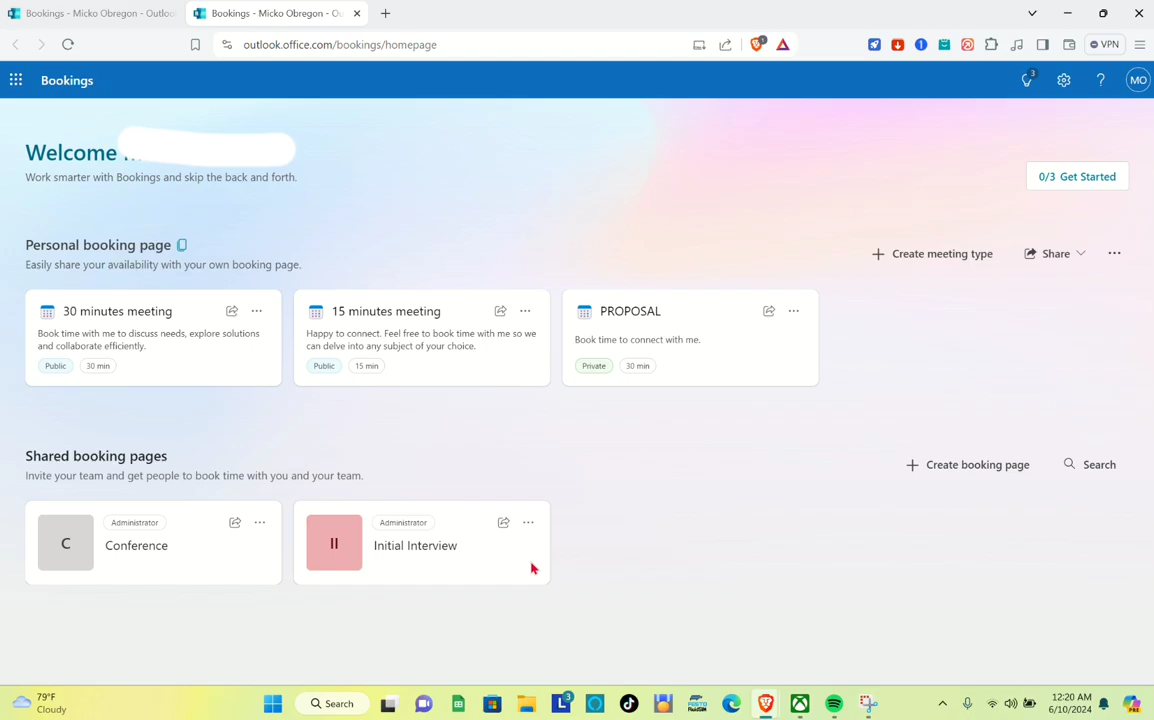 Bookings - Micko Obregon - Outloo
Bookings - Micko Obregon - Ou
outlook.office.com/bookings/homepage
1
VPN
Bookings
3
MO
Welcome
Work smarter with Bookings and skip the back and forth.
0/3 Get Started
Personal booking page
Easily share your availability with your own booking page.
Create meeting type
Share
30 minutes meeting
Book time with me to discuss needs, explore solutions
and collaborate efficiently.
Public
30 min
15 minutes meeting
Happy to connect. Feel free to book time with me so we
can delve into any subject of your choice.
Public
15 min
PROPOSAL
Book time to connect with me.
Private
30 min
Shared booking pages
Invite your team and get people to book time with you and your team.
Create booking page
Search
C
Administrator
Conference
II
Administrator
Initial Interview
79°F
Cloudy
Search
L
3
12:20 AM
6/10/2024
PRE